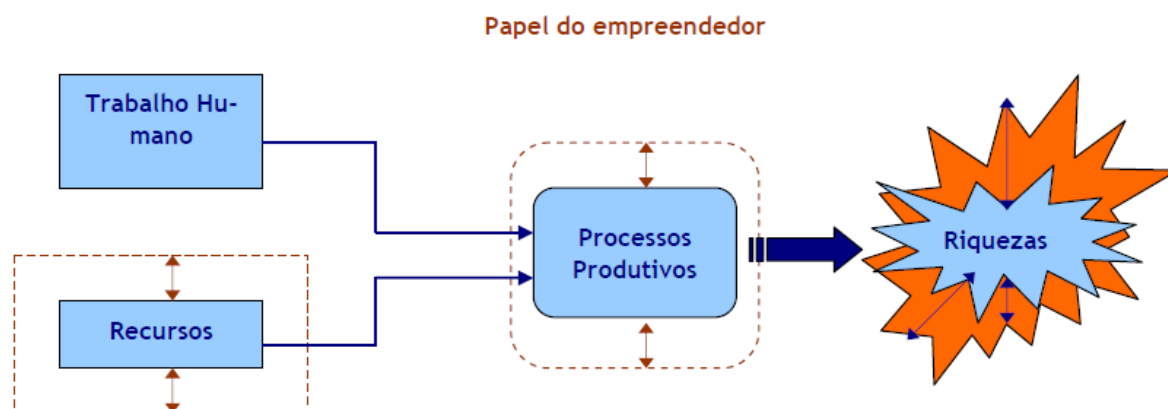 Papel do empreendedor
Trabalho Hu-
mano
Processos
Produtivos
Riquezas
Recursos